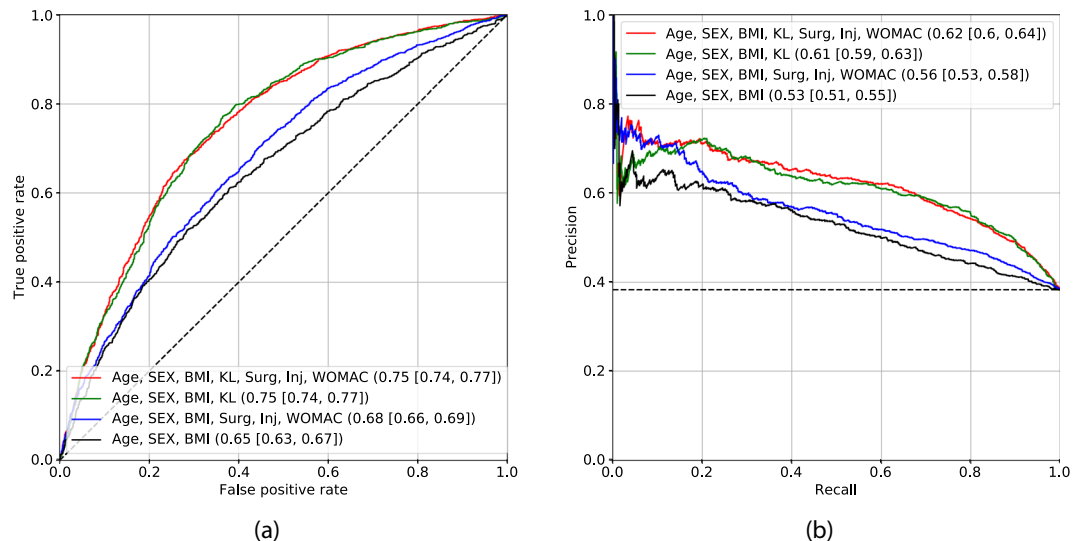 1.0
0.8
0.6
0.4
0.2
0.0
True positive rate
0.0
0.2
0.4
0.6
0.8
1.0
False positive rate
Age, SEX, BMI, KL, Surg, Inj, WOMAC (0.75 [0.74, 0.77])
Age, SEX, BMI, KL (0.75 [0.74, 0.77])
Age, SEX, BMI, Surg, Inj, WOMAC (0.68 [0.66, 0.69])
Age, SEX, BMI (0.65 [0.63, 0.67])
(a)
1.0
0.8
0.6
0.4
0.2
0.0
Precision
0.0
0.2
0.4
0.6
0.8
1.0
Recall
Age, SEX, BMI, KL, Surg, Inj, WOMAC (0.62 [0.6, 0.64])
Age, SEX, BMI, KL (0.61 [0.59, 0.63])
Age, SEX, BMI, Surg, Inj, WOMAC (0.56 [0.53, 0.58])
Age, SEX, BMI (0.53 [0.51, 0.55])
(b)